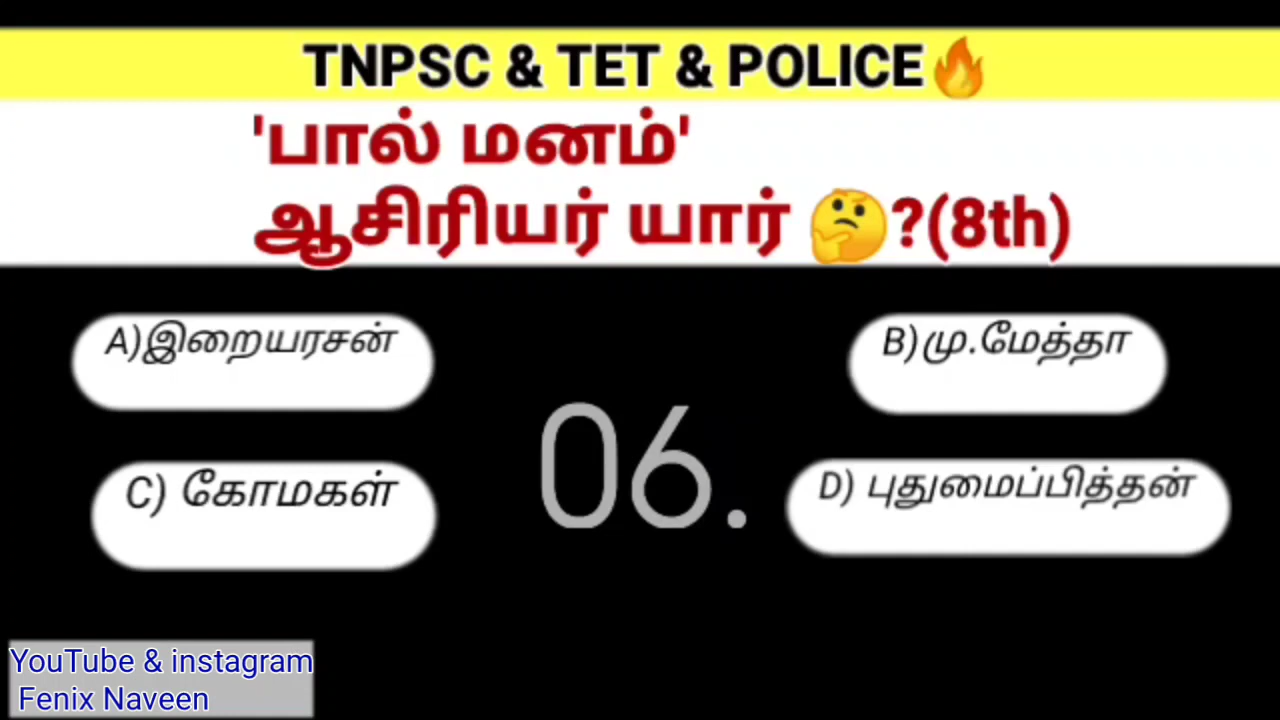 TNPSC & TET & POLICE🔥
'பால் மனம்'
ஆசிரியர் யார் 🤔?(8th)
A)இறையரசன்
B)மு.மேத்தா
06.
C) கோமகள்
D) புதுமைப்பித்தன்
YouTube & instagram
Fenix Naveen